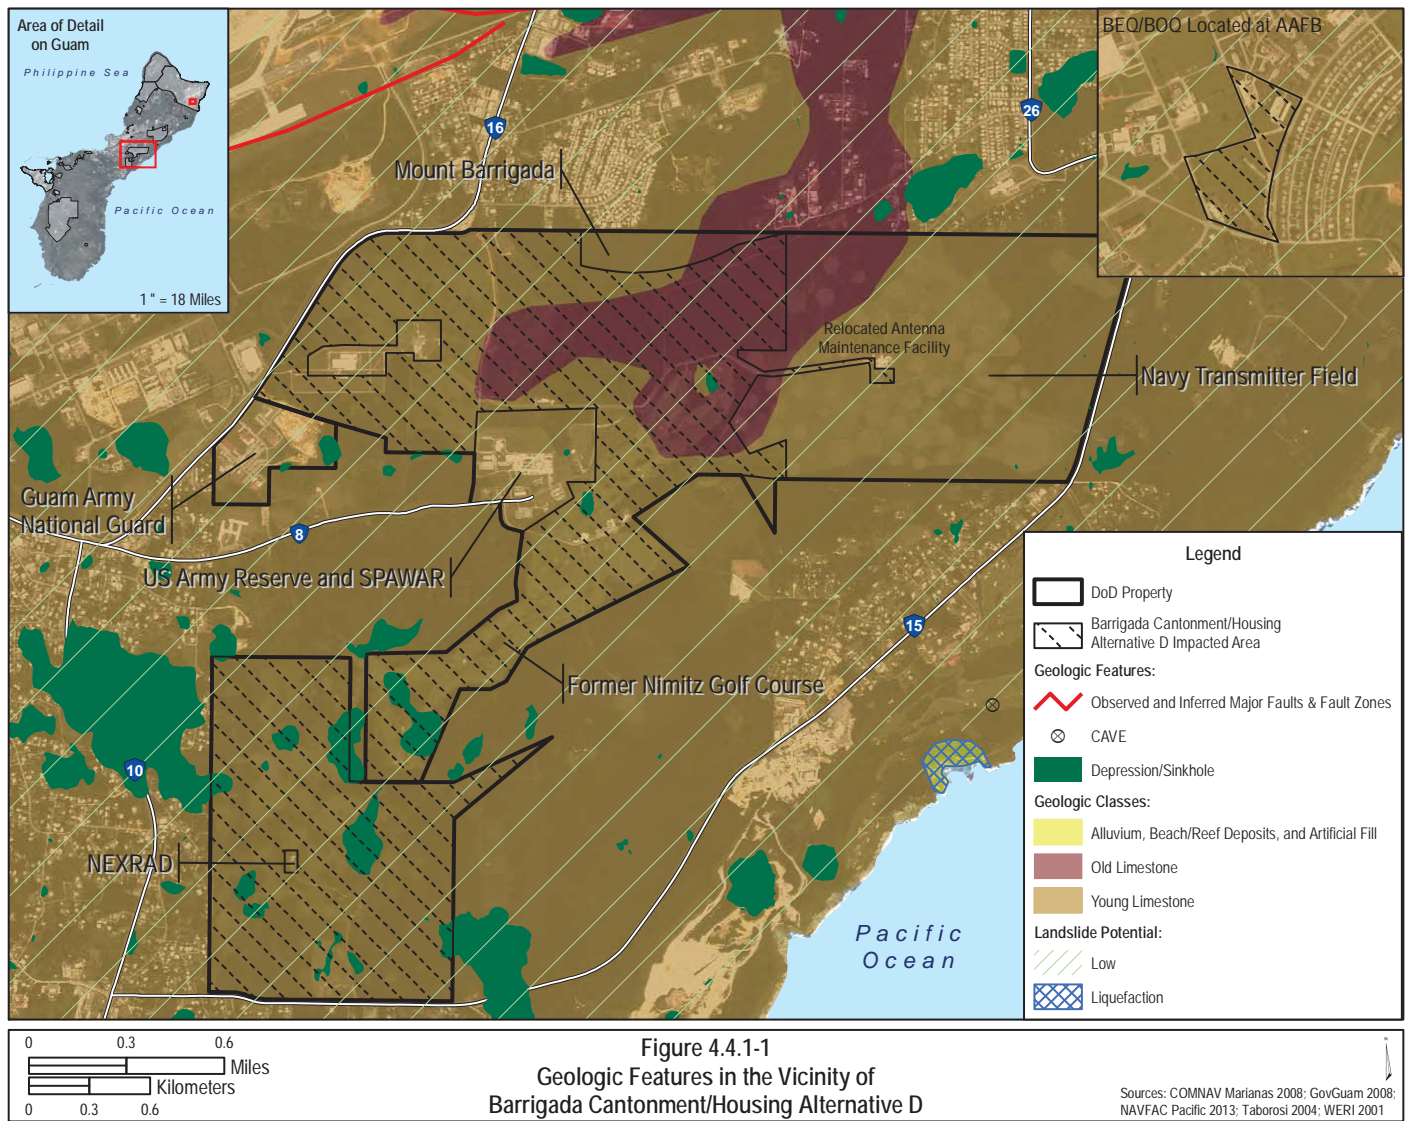 Area of Detail
on Guam
Philippine Sea
Pacific Ocean
1 " = 18 Miles
BEQ/BOQ Located at AAFB
16
26
Mount Barrigada
Relocated Antenna
Maintenance Facility
Navy Transmitter Field
Guam Army
National Guard
8
US Army Reserve and SPAWAR
15
Former Nimitz Golf Course
10
NEXRAD
Pacific
Ocean
Legend
DoD Property
Barrigada Cantonment/Housing
Alternative D Impacted Area
Geologic Features:
Observed and Inferred Major Faults & Fault Zones
CAVE
Depression/Sinkhole
Geologic Classes:
Alluvium, Beach/Reef Deposits, and Artificial Fill
Old Limestone
Young Limestone
Landslide Potential:
Low
Liquefaction
0 0.3 0.6
Miles
Kilometers
0 0.3 0.6
Figure 4.4.1-1
Geologic Features in the Vicinity of
Barrigada Cantonment/Housing Alternative D
N
Sources: COMNAV Marianas 2008; GovGuam 2008;
NAVFAC Pacific 2013; Taborosi 2004; WERI 2001